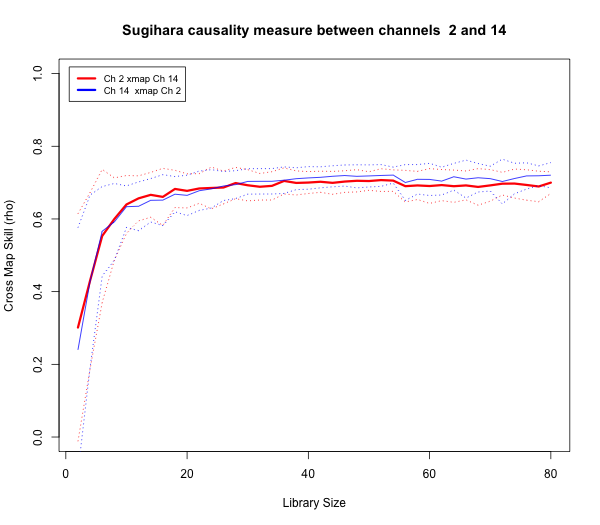 Sugihara causality measure between channels  2 and 14
Ch 2 xmap Ch 14
Ch 14  xmap Ch 2
1.0
0.8
0.6
0.4
0.2
0.0
Cross Map Skill (rho)
0 20 40 60 80
Library Size